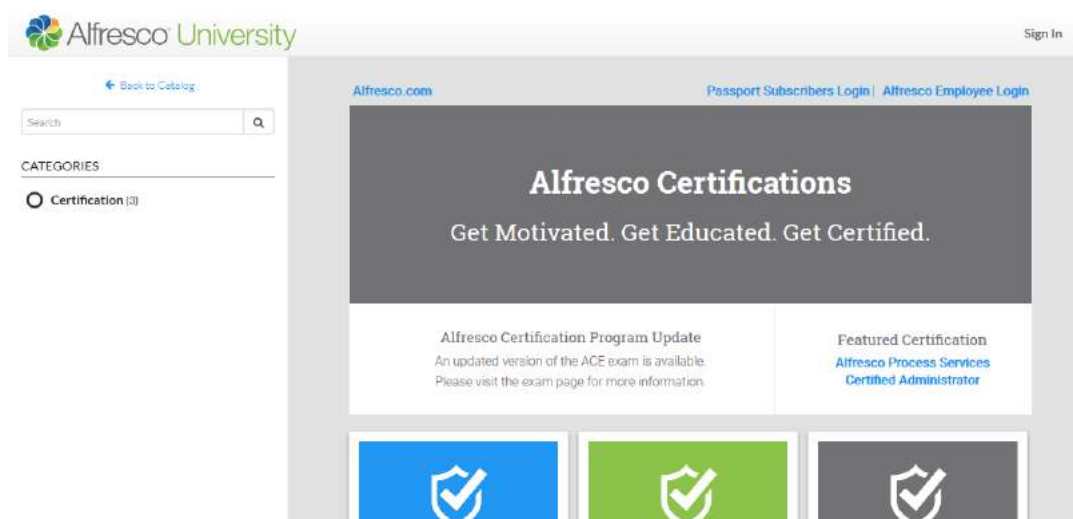 Alfresco University
Sign In
Back to Catalog
Search
CATEGORIES
Certification (3)
Alfresco.com
Passport Subscribers Login | Alfresco Employee Login
Alfresco Certifications
Get Motivated. Get Educated. Get Certified.
Alfresco Certification Program Update
An updated version of the ACE exam is available.
Please visit the exam page for more information.
Featured Certification
Alfresco Process Services
Certified Administrator